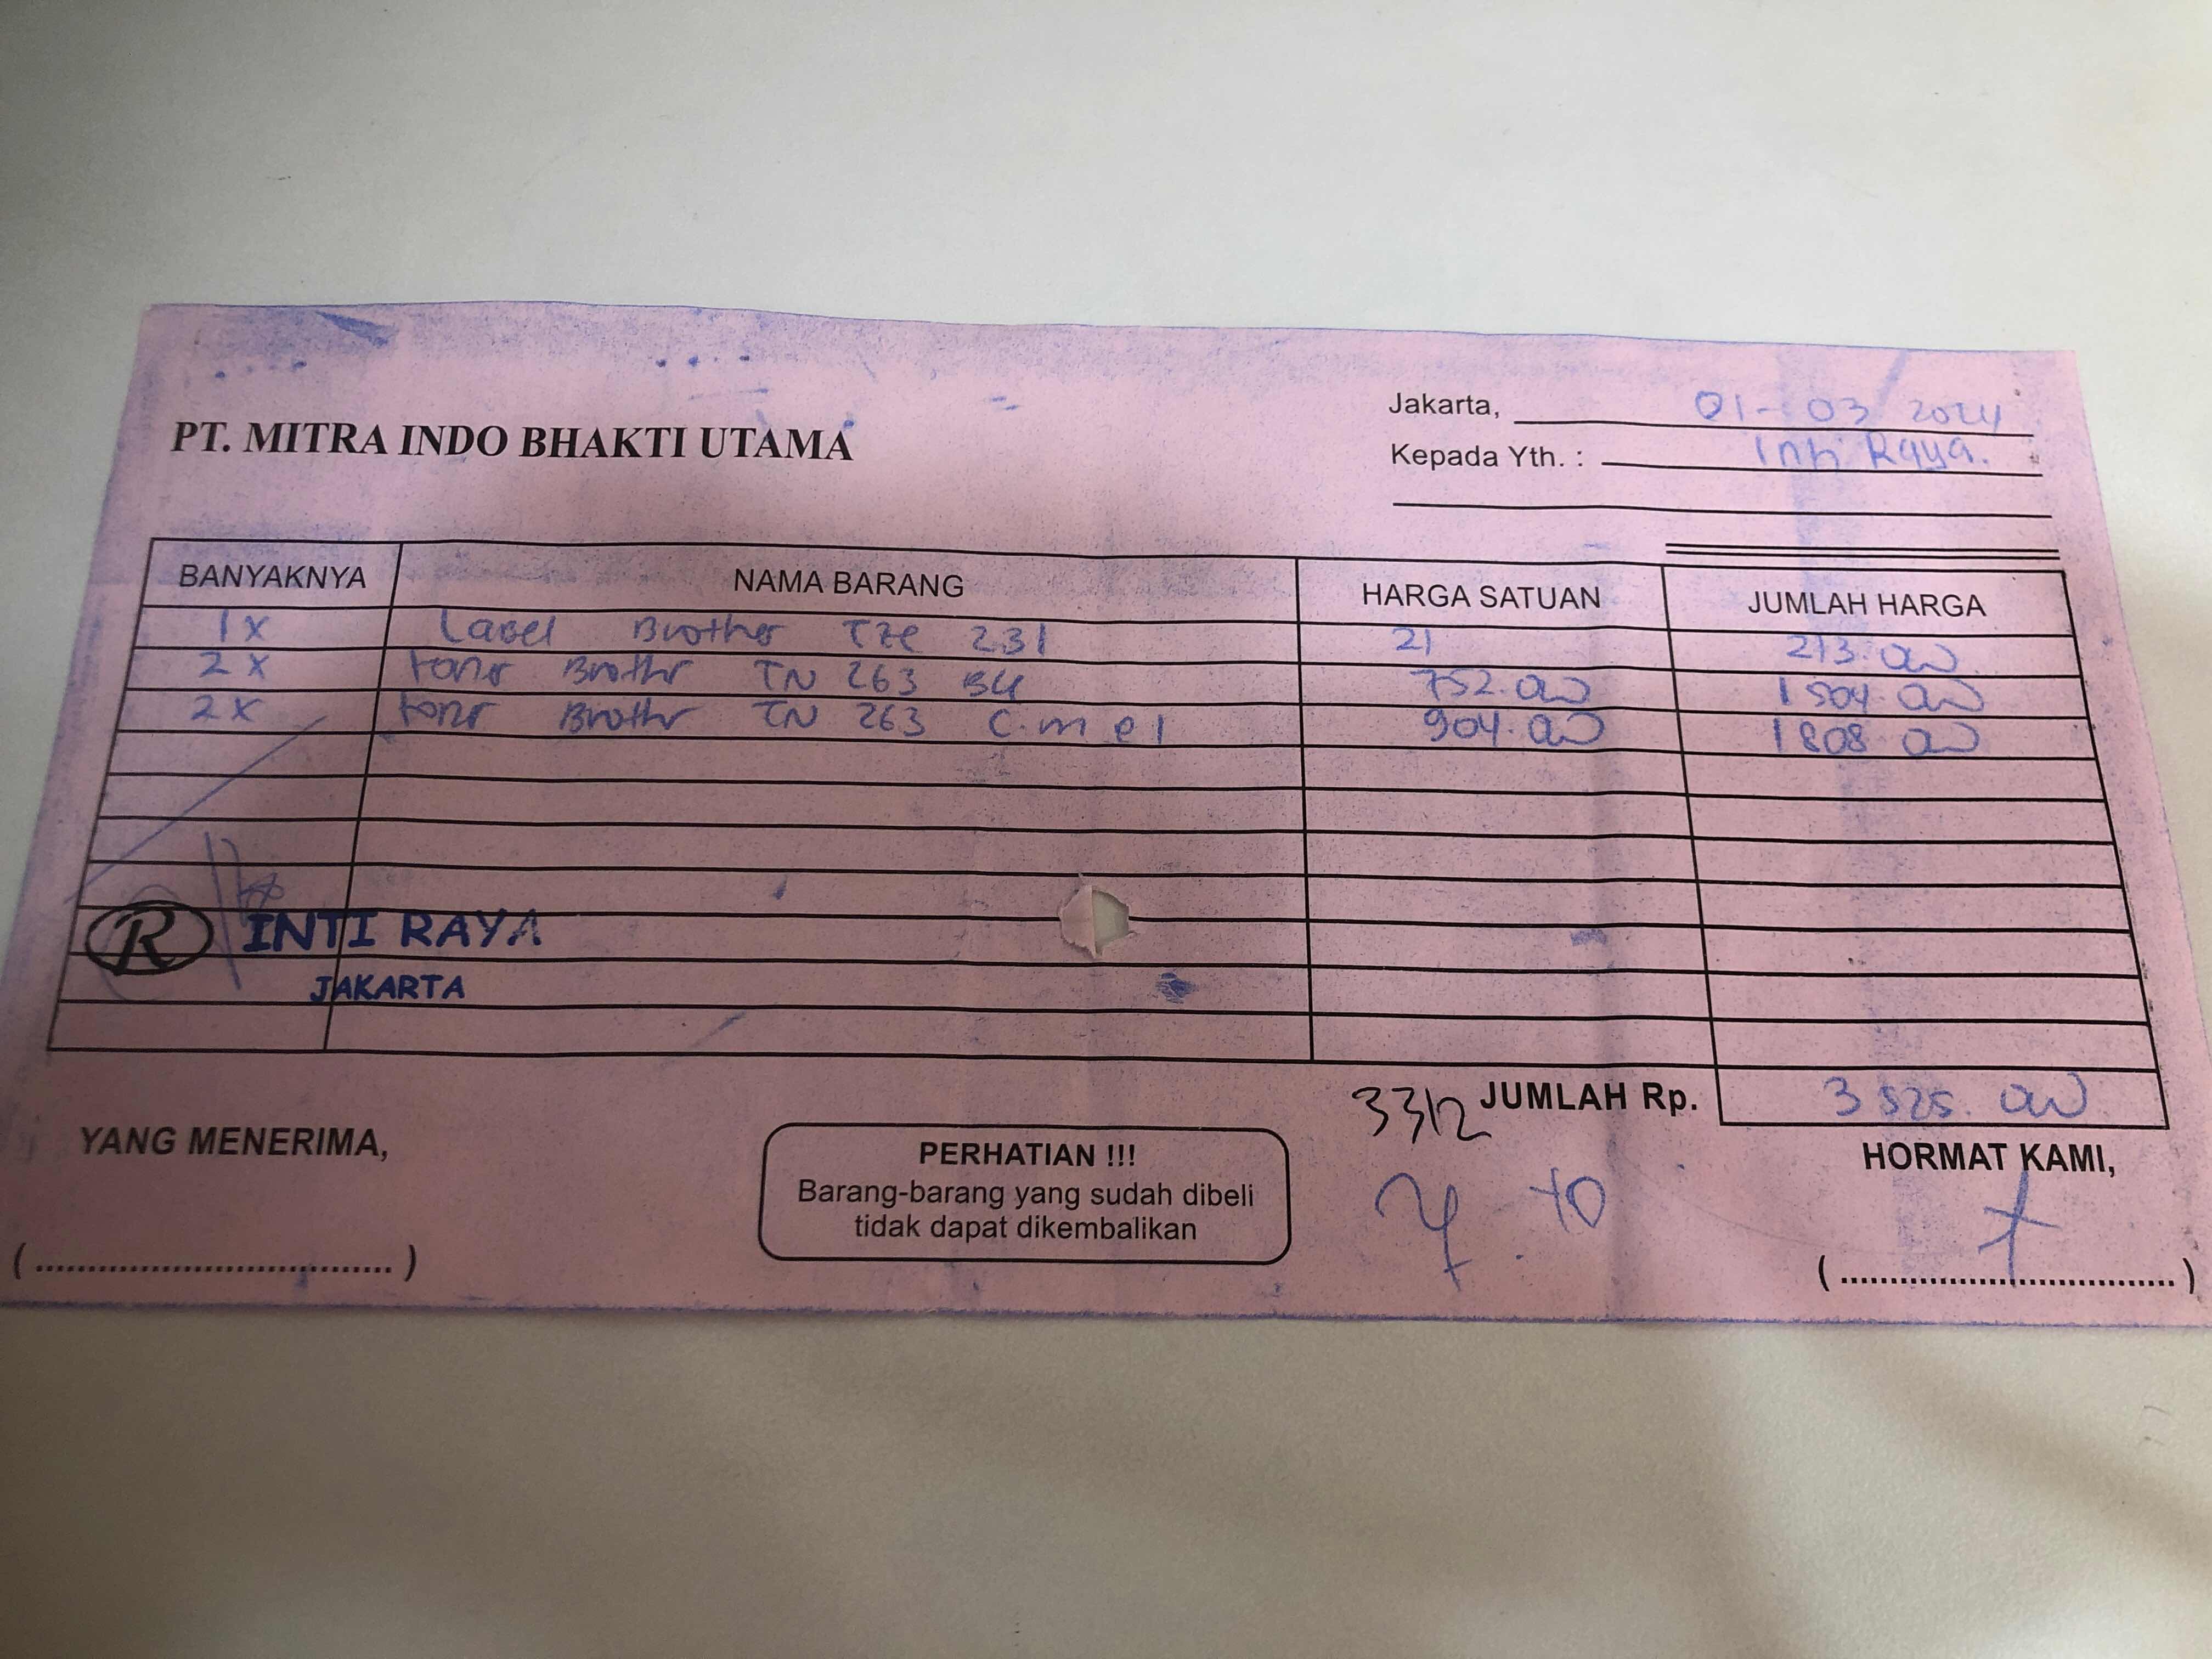 PT. MITRA INDO BHAKTI UTAMA
Jakarta, 01-03 2024
Kepada Yth. : Inti Raya.
BANYAKNYA NAMA BARANG HARGA SATUAN JUMLAH HARGA
1x Label Brother Tze 231 21 213.000
2x toner Brother TN 263 BK 752.000 1504.000
2x toner Brother TN 263 C.m 904.000 1808 000
R INTI RAYA
JAKARTA
3312 JUMLAH Rp. 3525.000
YANG MENERIMA,
PERHATIAN !!!
Barang-barang yang sudah dibeli
tidak dapat dikembalikan
HORMAT KAMI,
(....................................)
(....................................)